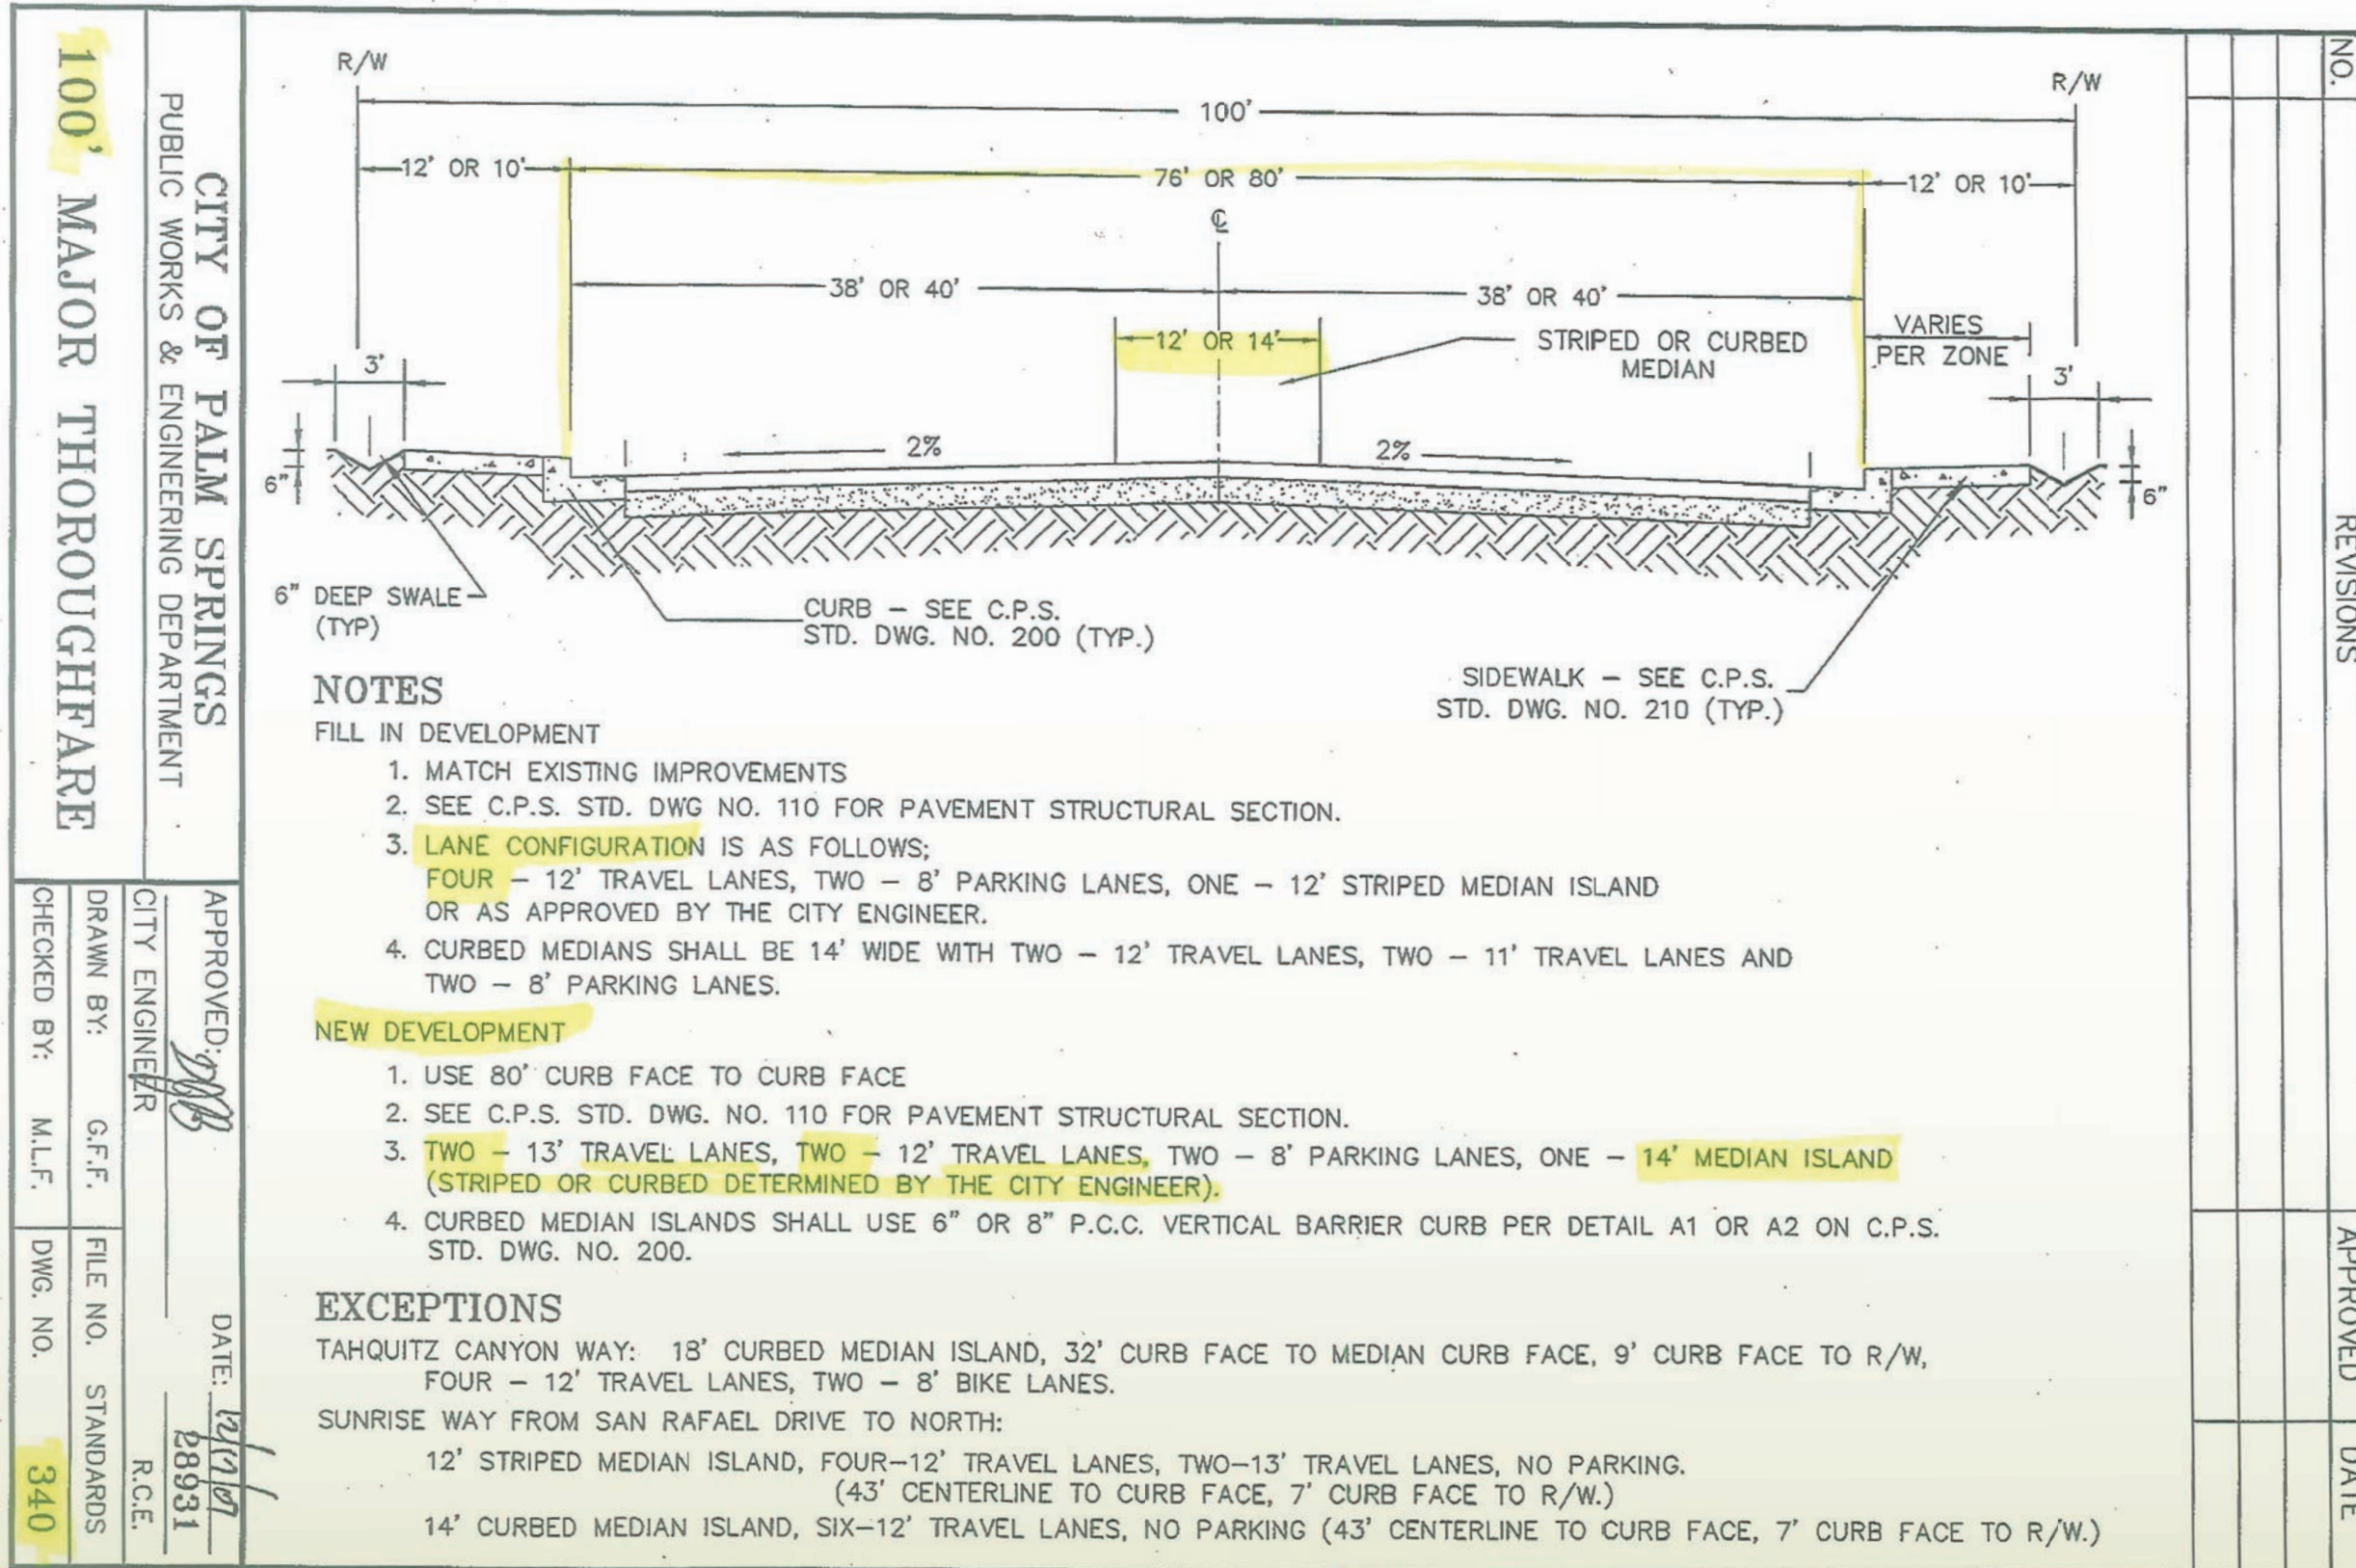 R/W
R/W
100'
12' OR 10'
76' OR 80'
12' OR 10'
℄
38' OR 40'
38' OR 40'
12' OR 14'
STRIPED OR CURBED
MEDIAN
VARIES
PER ZONE
3'
3'
2%
2%
6"
6"
6" DEEP SWALE
(TYP)
CURB – SEE C.P.S.
STD. DWG. NO. 200 (TYP.)
SIDEWALK – SEE C.P.S.
STD. DWG. NO. 210 (TYP.)
NOTES
FILL IN DEVELOPMENT
1. MATCH EXISTING IMPROVEMENTS
2. SEE C.P.S. STD. DWG NO. 110 FOR PAVEMENT STRUCTURAL SECTION.
3. LANE CONFIGURATION IS AS FOLLOWS;
FOUR – 12' TRAVEL LANES, TWO – 8' PARKING LANES, ONE – 12' STRIPED MEDIAN ISLAND
OR AS APPROVED BY THE CITY ENGINEER.
4. CURBED MEDIANS SHALL BE 14' WIDE WITH TWO – 12' TRAVEL LANES, TWO – 11' TRAVEL LANES AND
TWO – 8' PARKING LANES.
NEW DEVELOPMENT
1. USE 80' CURB FACE TO CURB FACE
2. SEE C.P.S. STD. DWG. NO. 110 FOR PAVEMENT STRUCTURAL SECTION.
3. TWO – 13' TRAVEL LANES, TWO – 12' TRAVEL LANES, TWO – 8' PARKING LANES, ONE – 14' MEDIAN ISLAND
(STRIPED OR CURBED DETERMINED BY THE CITY ENGINEER).
4. CURBED MEDIAN ISLANDS SHALL USE 6" OR 8" P.C.C. VERTICAL BARRIER CURB PER DETAIL A1 OR A2 ON C.P.S.
STD. DWG. NO. 200.
EXCEPTIONS
TAHQUITZ CANYON WAY: 18' CURBED MEDIAN ISLAND, 32' CURB FACE TO MEDIAN CURB FACE, 9' CURB FACE TO R/W,
FOUR – 12' TRAVEL LANES, TWO – 8' BIKE LANES.
SUNRISE WAY FROM SAN RAFAEL DRIVE TO NORTH:
12' STRIPED MEDIAN ISLAND, FOUR–12' TRAVEL LANES, TWO–13' TRAVEL LANES, NO PARKING.
(43' CENTERLINE TO CURB FACE, 7' CURB FACE TO R/W.)
14' CURBED MEDIAN ISLAND, SIX–12' TRAVEL LANES, NO PARKING (43' CENTERLINE TO CURB FACE, 7' CURB FACE TO R/W.)
CITY OF PALM SPRINGS
PUBLIC WORKS & ENGINEERING DEPARTMENT
100' MAJOR THOROUGHFARE
APPROVED:
DATE:
28931
CITY ENGINEER
R.C.E.
DRAWN BY: G.F.F.
FILE NO. STANDARDS
CHECKED BY: M.L.F.
DWG. NO. 340
NO.
REVISIONS
APPROVED
DATE